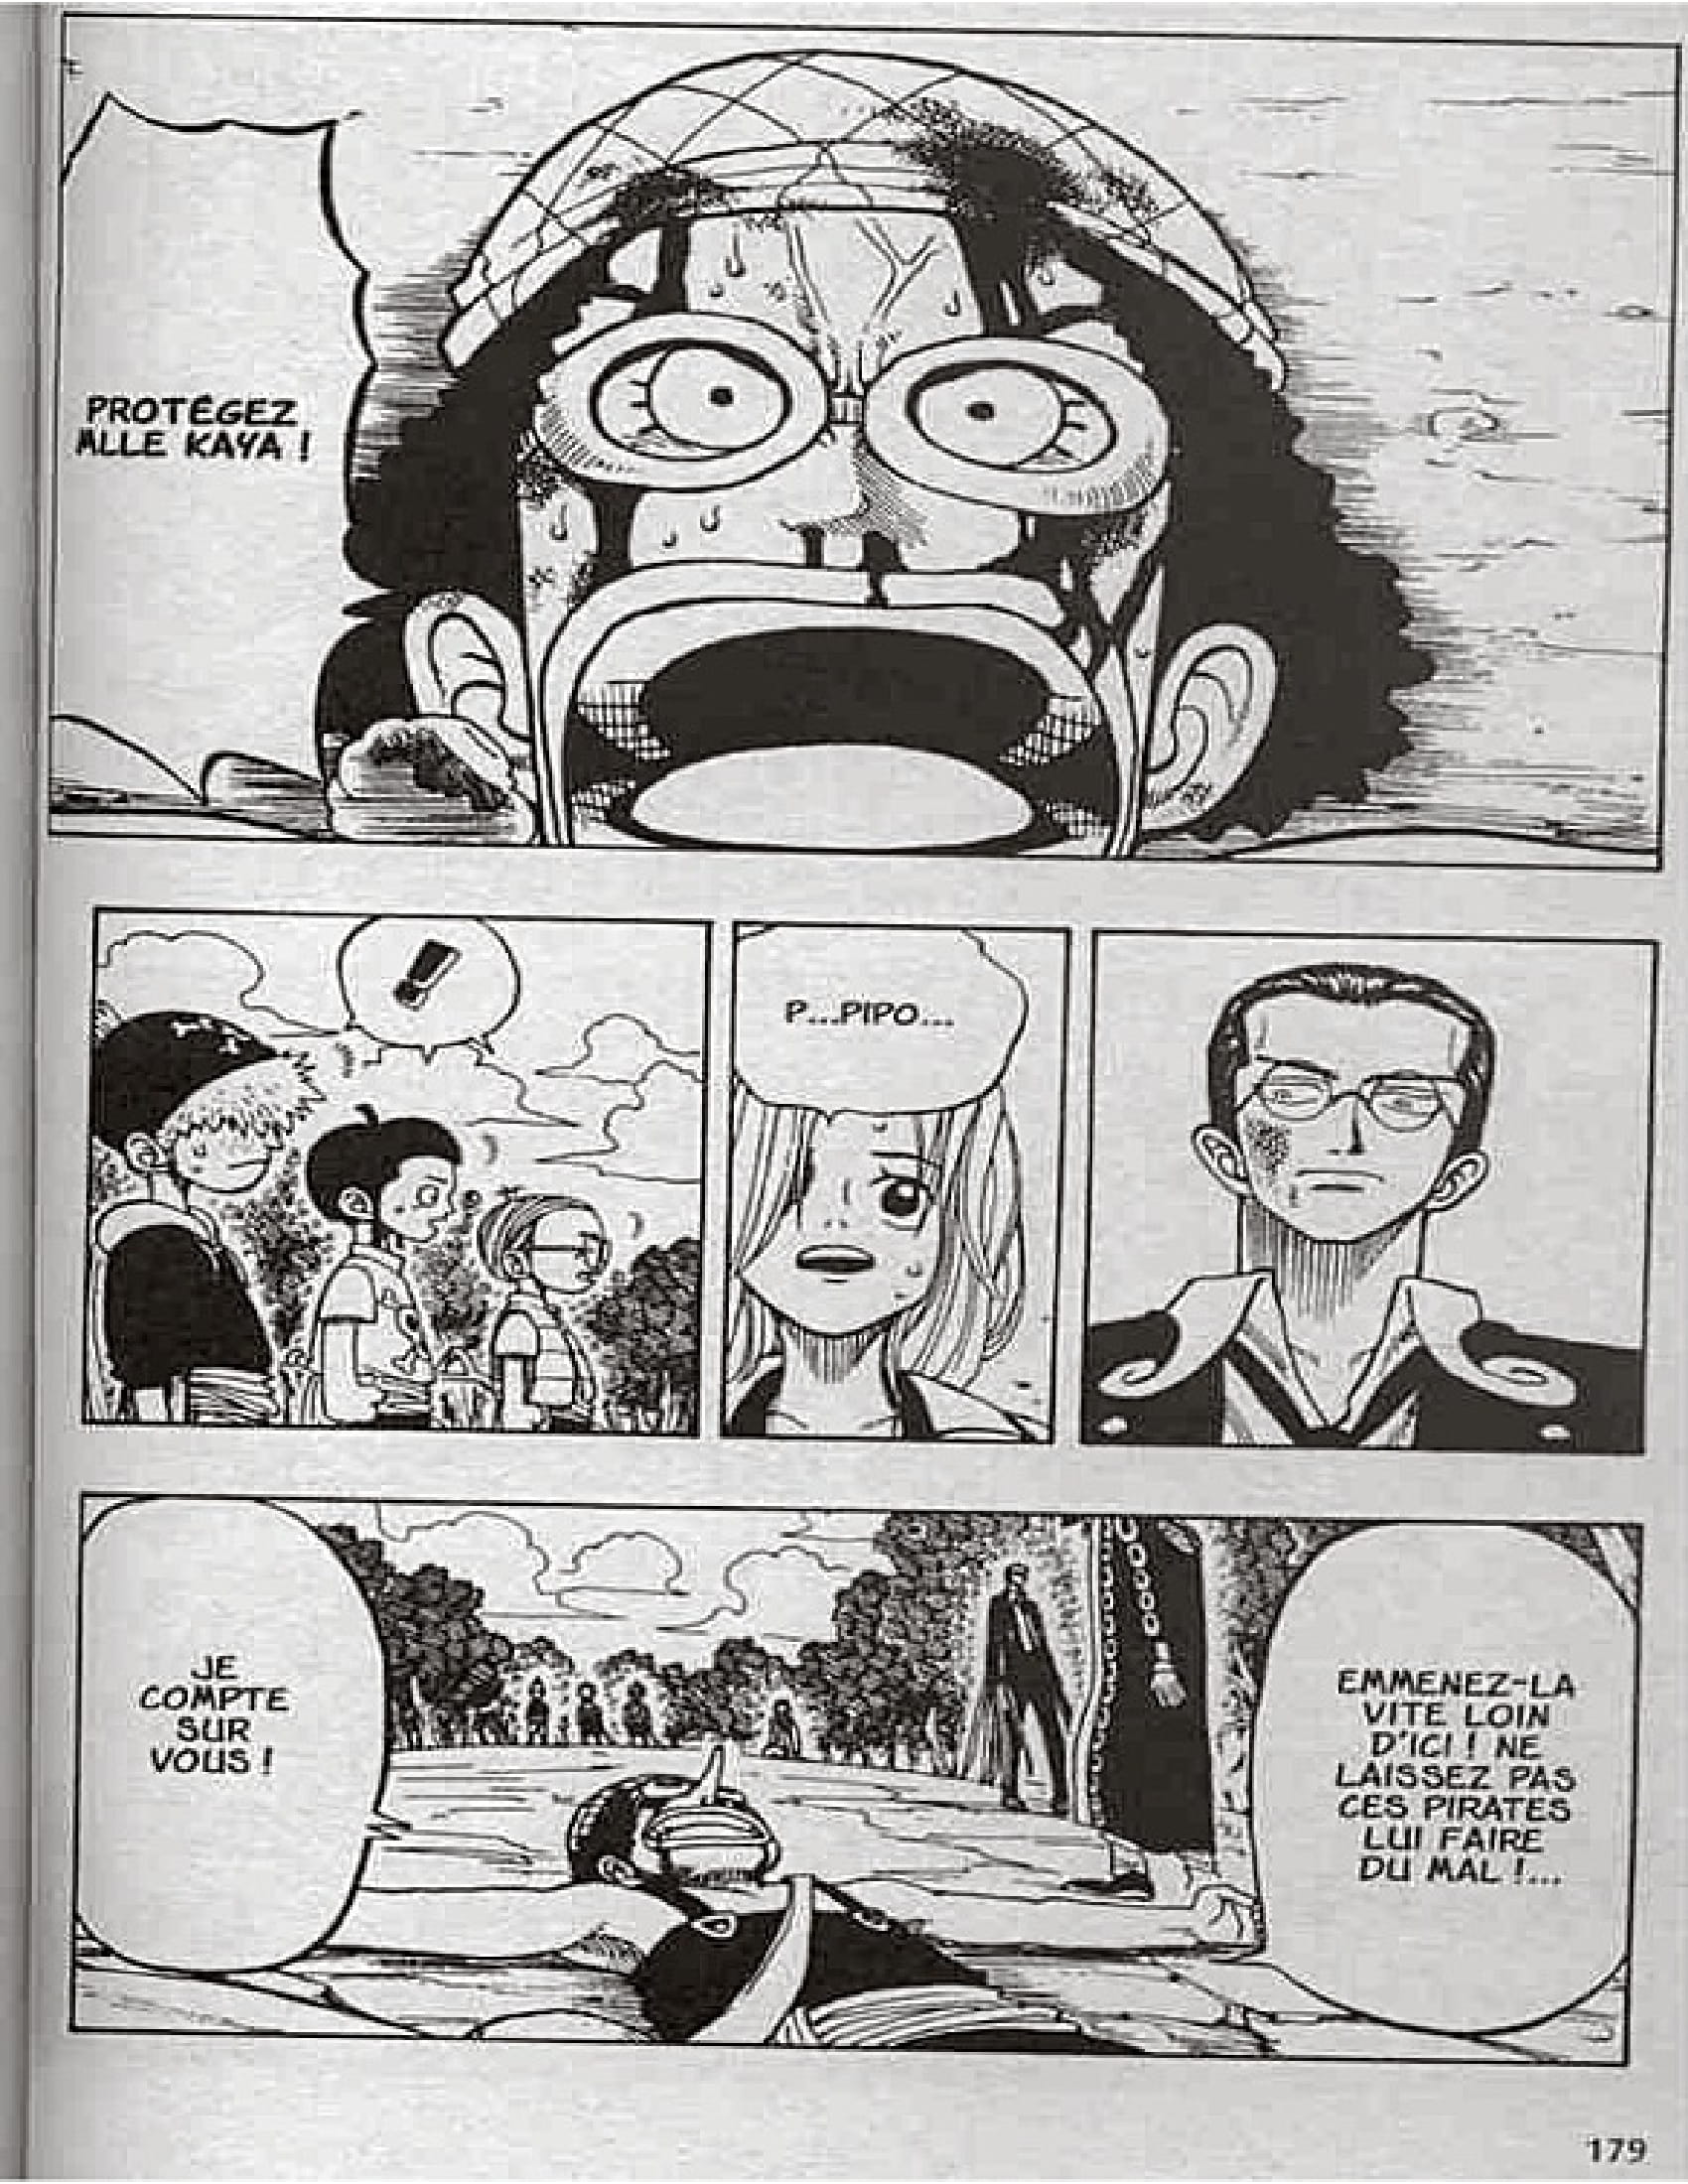 PROTÉGEZ
MLLE KAYA !
P...PIPO...
!
EMMENEZ-LA
VITE LOIN
D'ICI ! NE
LAISSEZ PAS
CES PIRATES
LUI FAIRE
DU MAL !...
JE
COMPTE
SUR
VOUS !
179